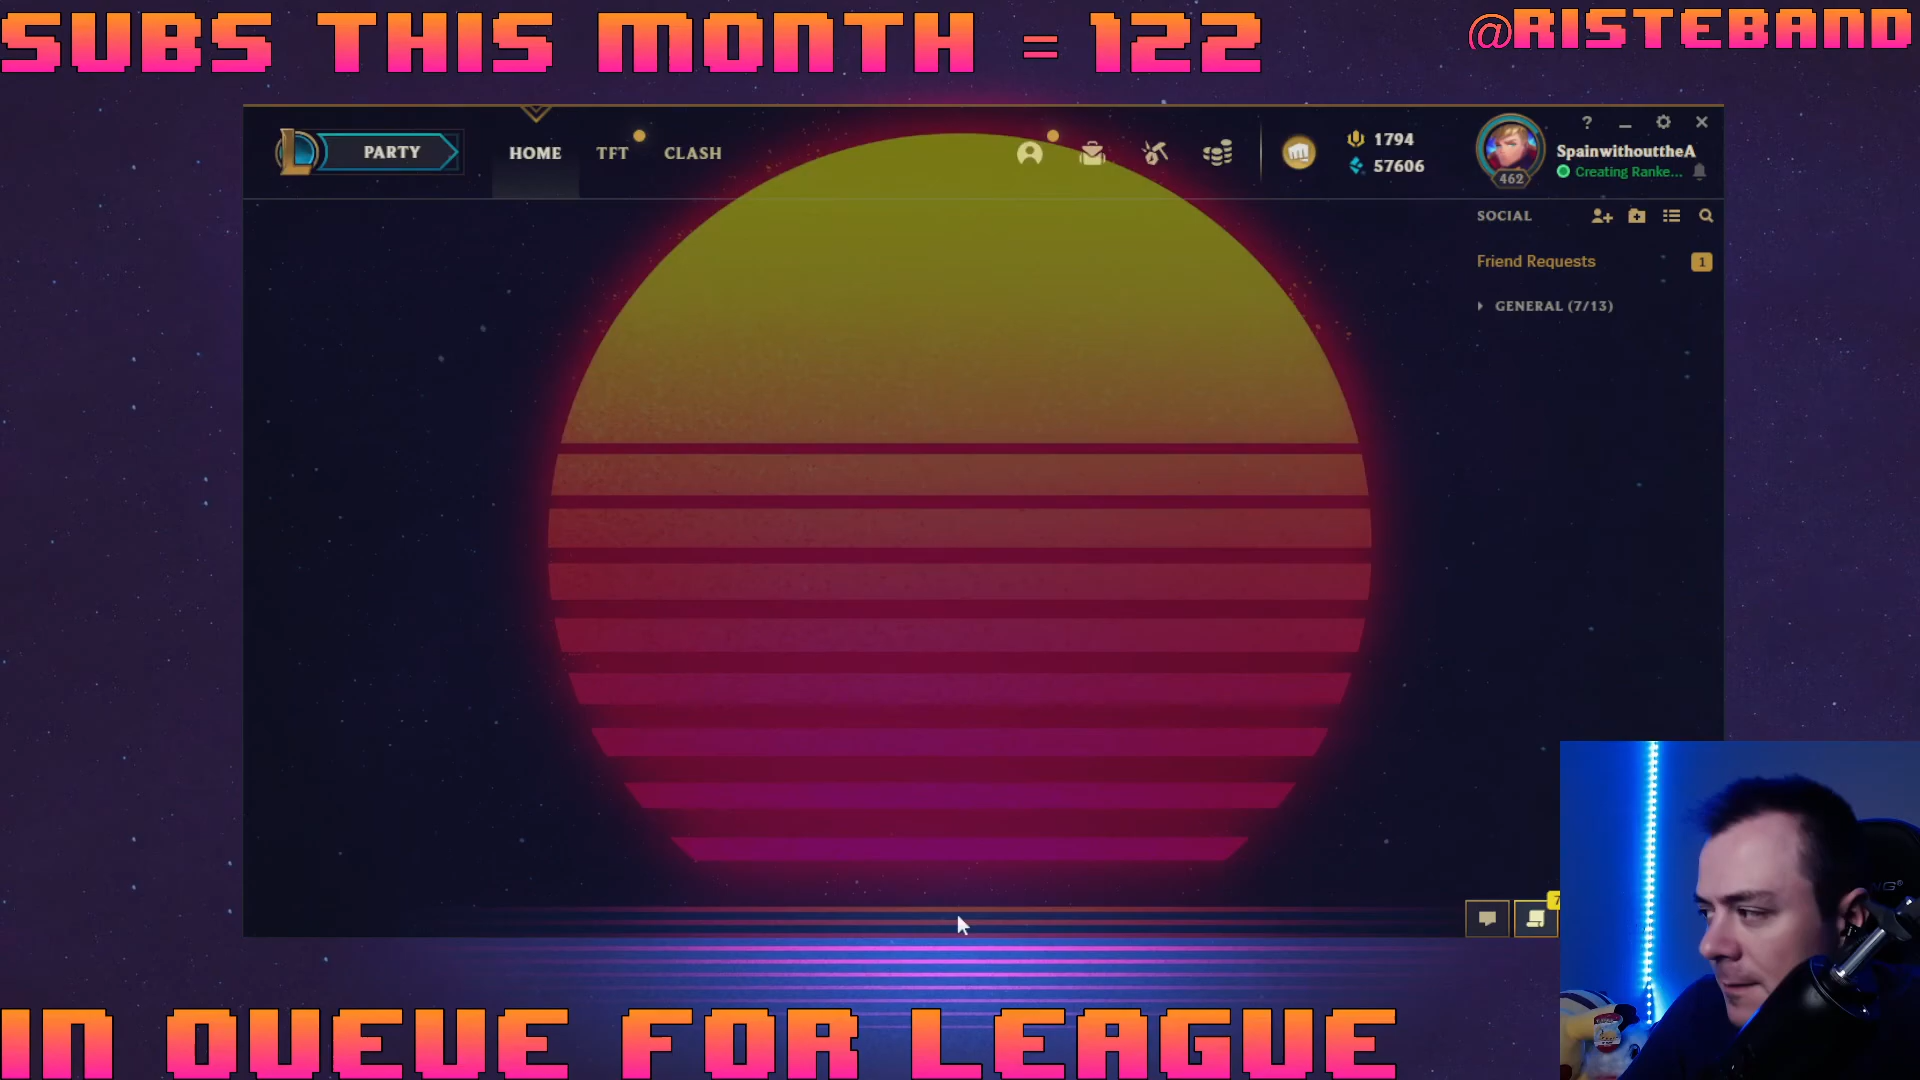 SUBS THIS MONTH = 122
@RISTEBAND
PARTY
HOME
TFT
CLASH
1794
57606
462
?
SpainwithouttheA
Creating Ranke...
SOCIAL
Friend Requests
1
GENERAL (7/13)
7
IN QUEUE FOR LEAGUE